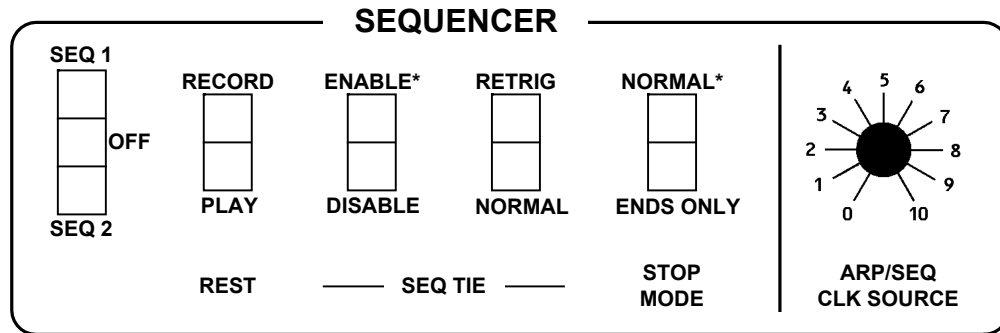 SEQUENCER
SEQ 1
OFF
SEQ 2
RECORD
PLAY
REST
ENABLE*
DISABLE
RETRIG
NORMAL
SEQ TIE
NORMAL*
ENDS ONLY
STOP
MODE
0
1
2
3
4
5
6
7
8
9
10
ARP/SEQ
CLK SOURCE